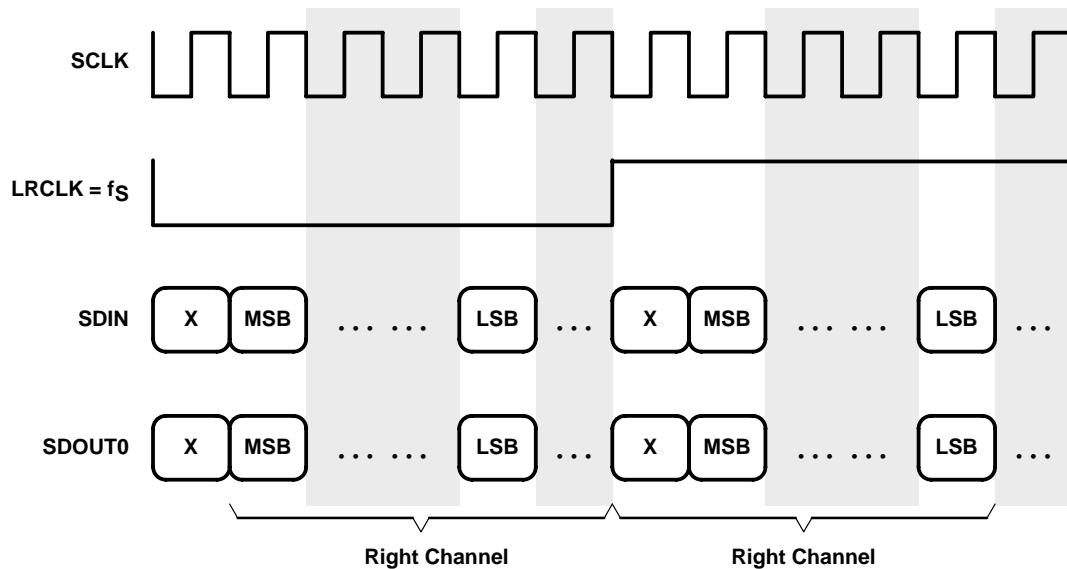 SCLK
LRCLK = fS
SDIN X MSB ... ... LSB ... X MSB ... ... LSB ...
SDOUT0 X MSB ... ... LSB ... X MSB ... ... LSB ...
Right Channel Right Channel